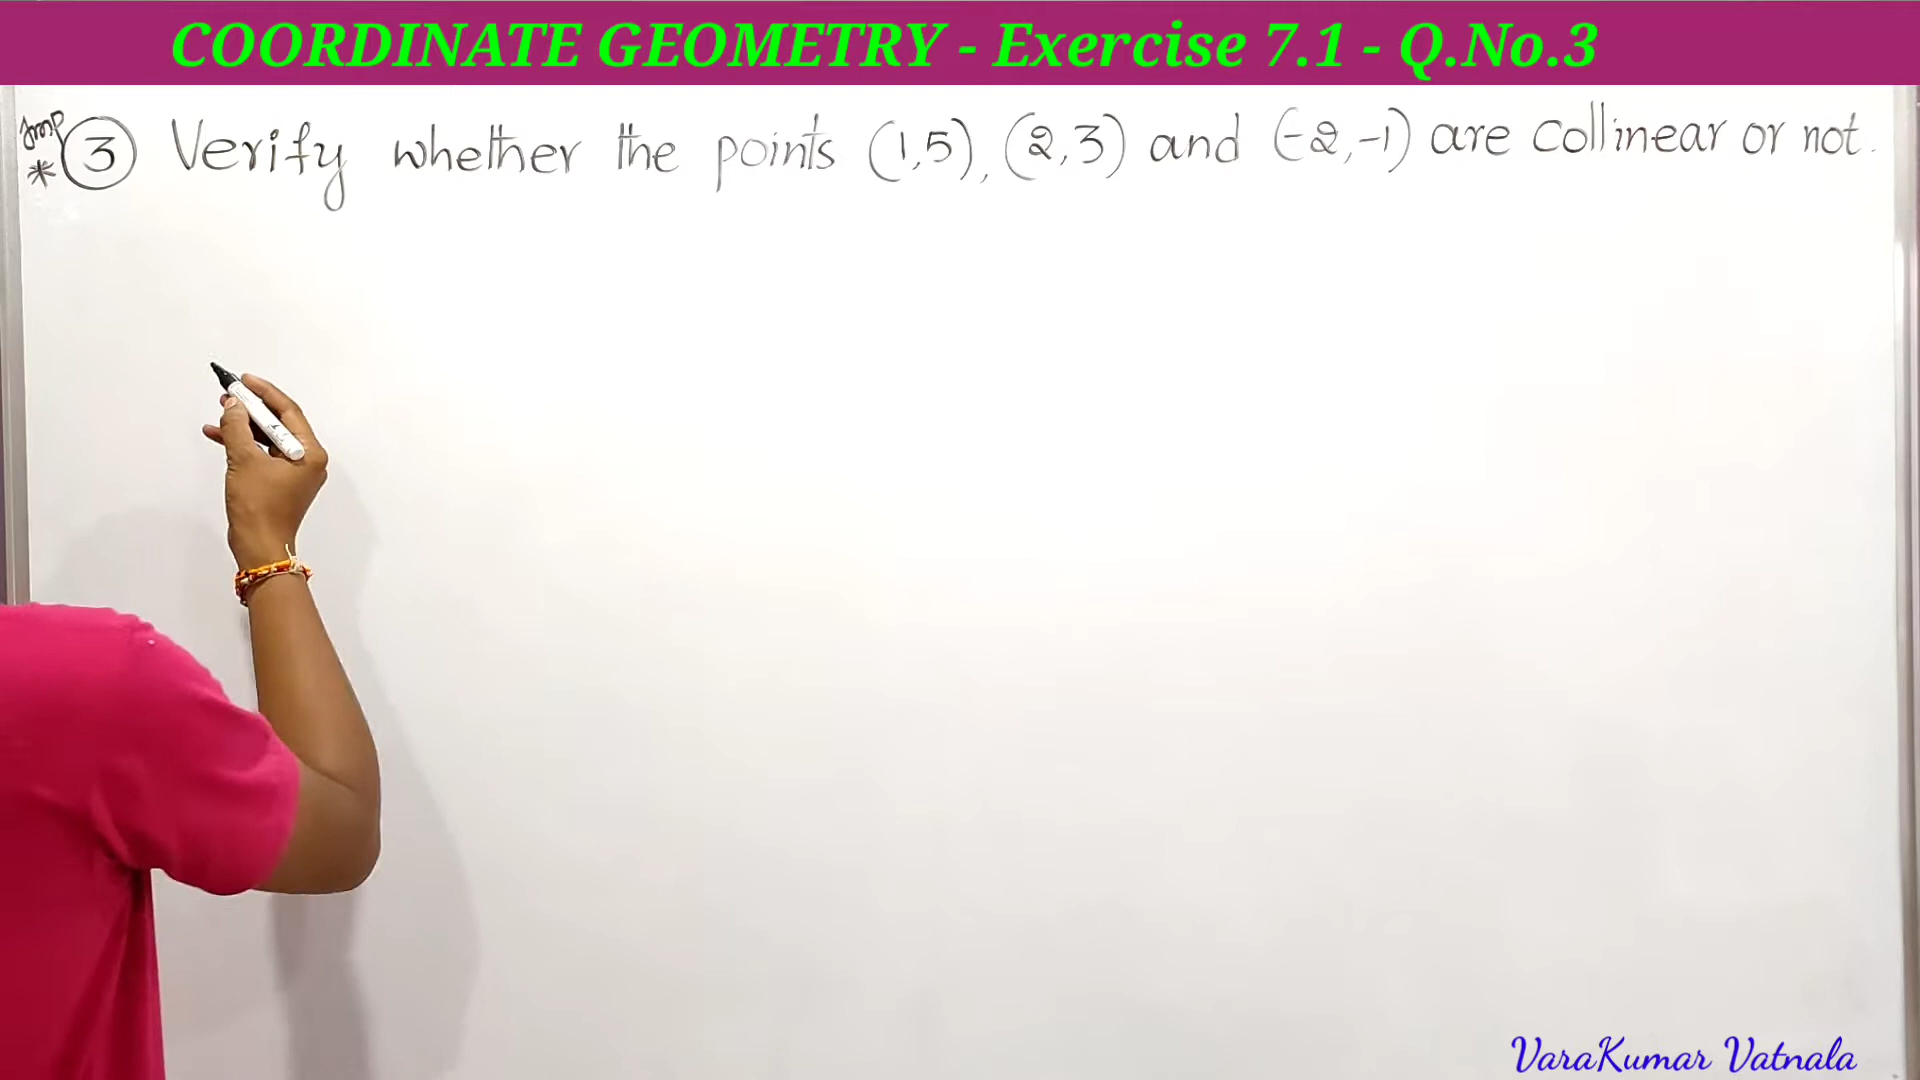 COORDINATE GEOMETRY - Exercise 7.1 - Q.No.3
Imp
* 3 Verify whether the points (1,5), (2,3) and (-2,-1) are collinear or not.
VaraKumar Vatnala